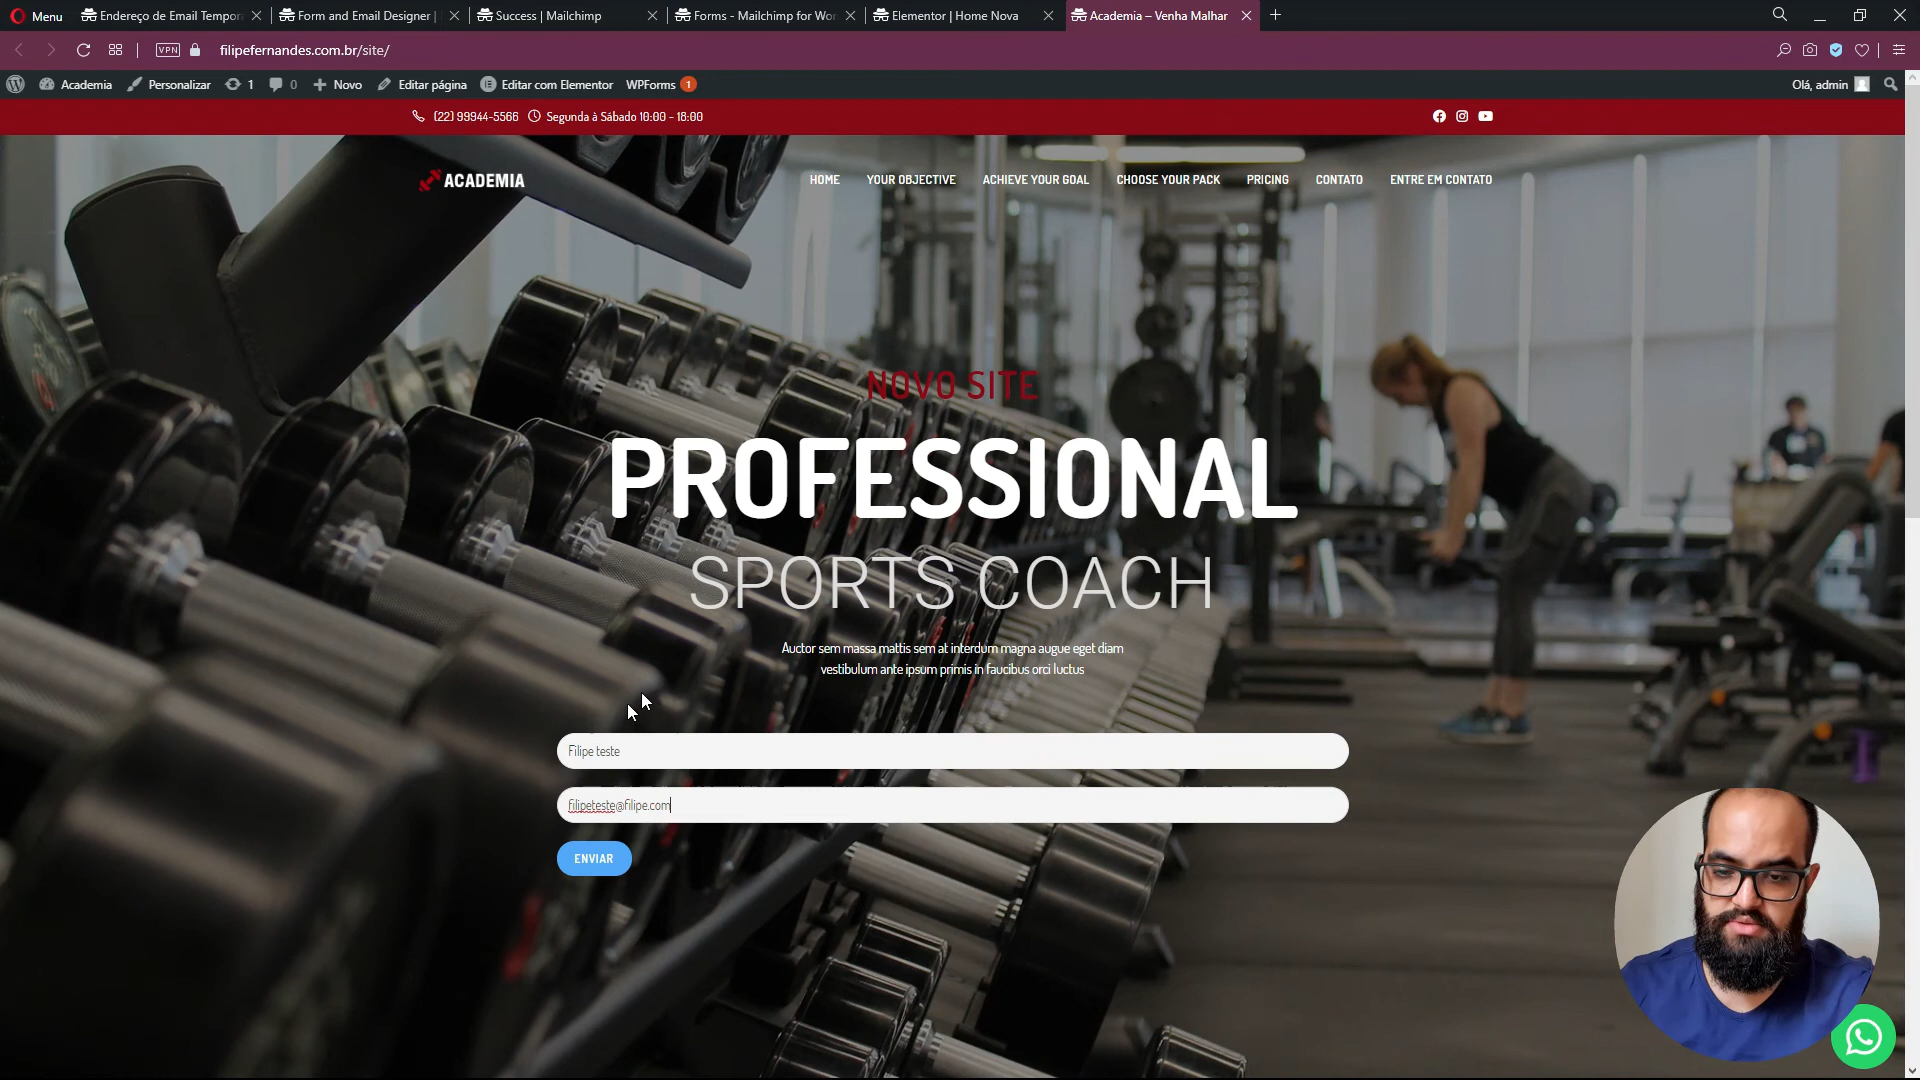 Menu
Endereço de Email Tempor
Form and Email Designer |
Success | Mailchimp
Forms - Mailchimp for Wor
Elementor | Home Nova
Academia – Venha Malhar
VPN
filipefernandes.com.br/site/
Academia
Personalizar
1
0
Novo
Editar página
Editar com Elementor
WPForms 1
Olá, admin
(22) 99944-5566
Segunda à Sábado 10:00 - 18:00
ACADEMIA
HOME
YOUR OBJECTIVE
ACHIEVE YOUR GOAL
CHOOSE YOUR PACK
PRICING
CONTATO
ENTRE EM CONTATO
NOVO SITE
PROFESSIONAL
SPORTS COACH
Auctor sem massa mattis sem at interdum magna augue eget diam
vestibulum ante ipsum primis in faucibus orci luctus
Filipe teste
filipeteste@filipe.com
ENVIAR